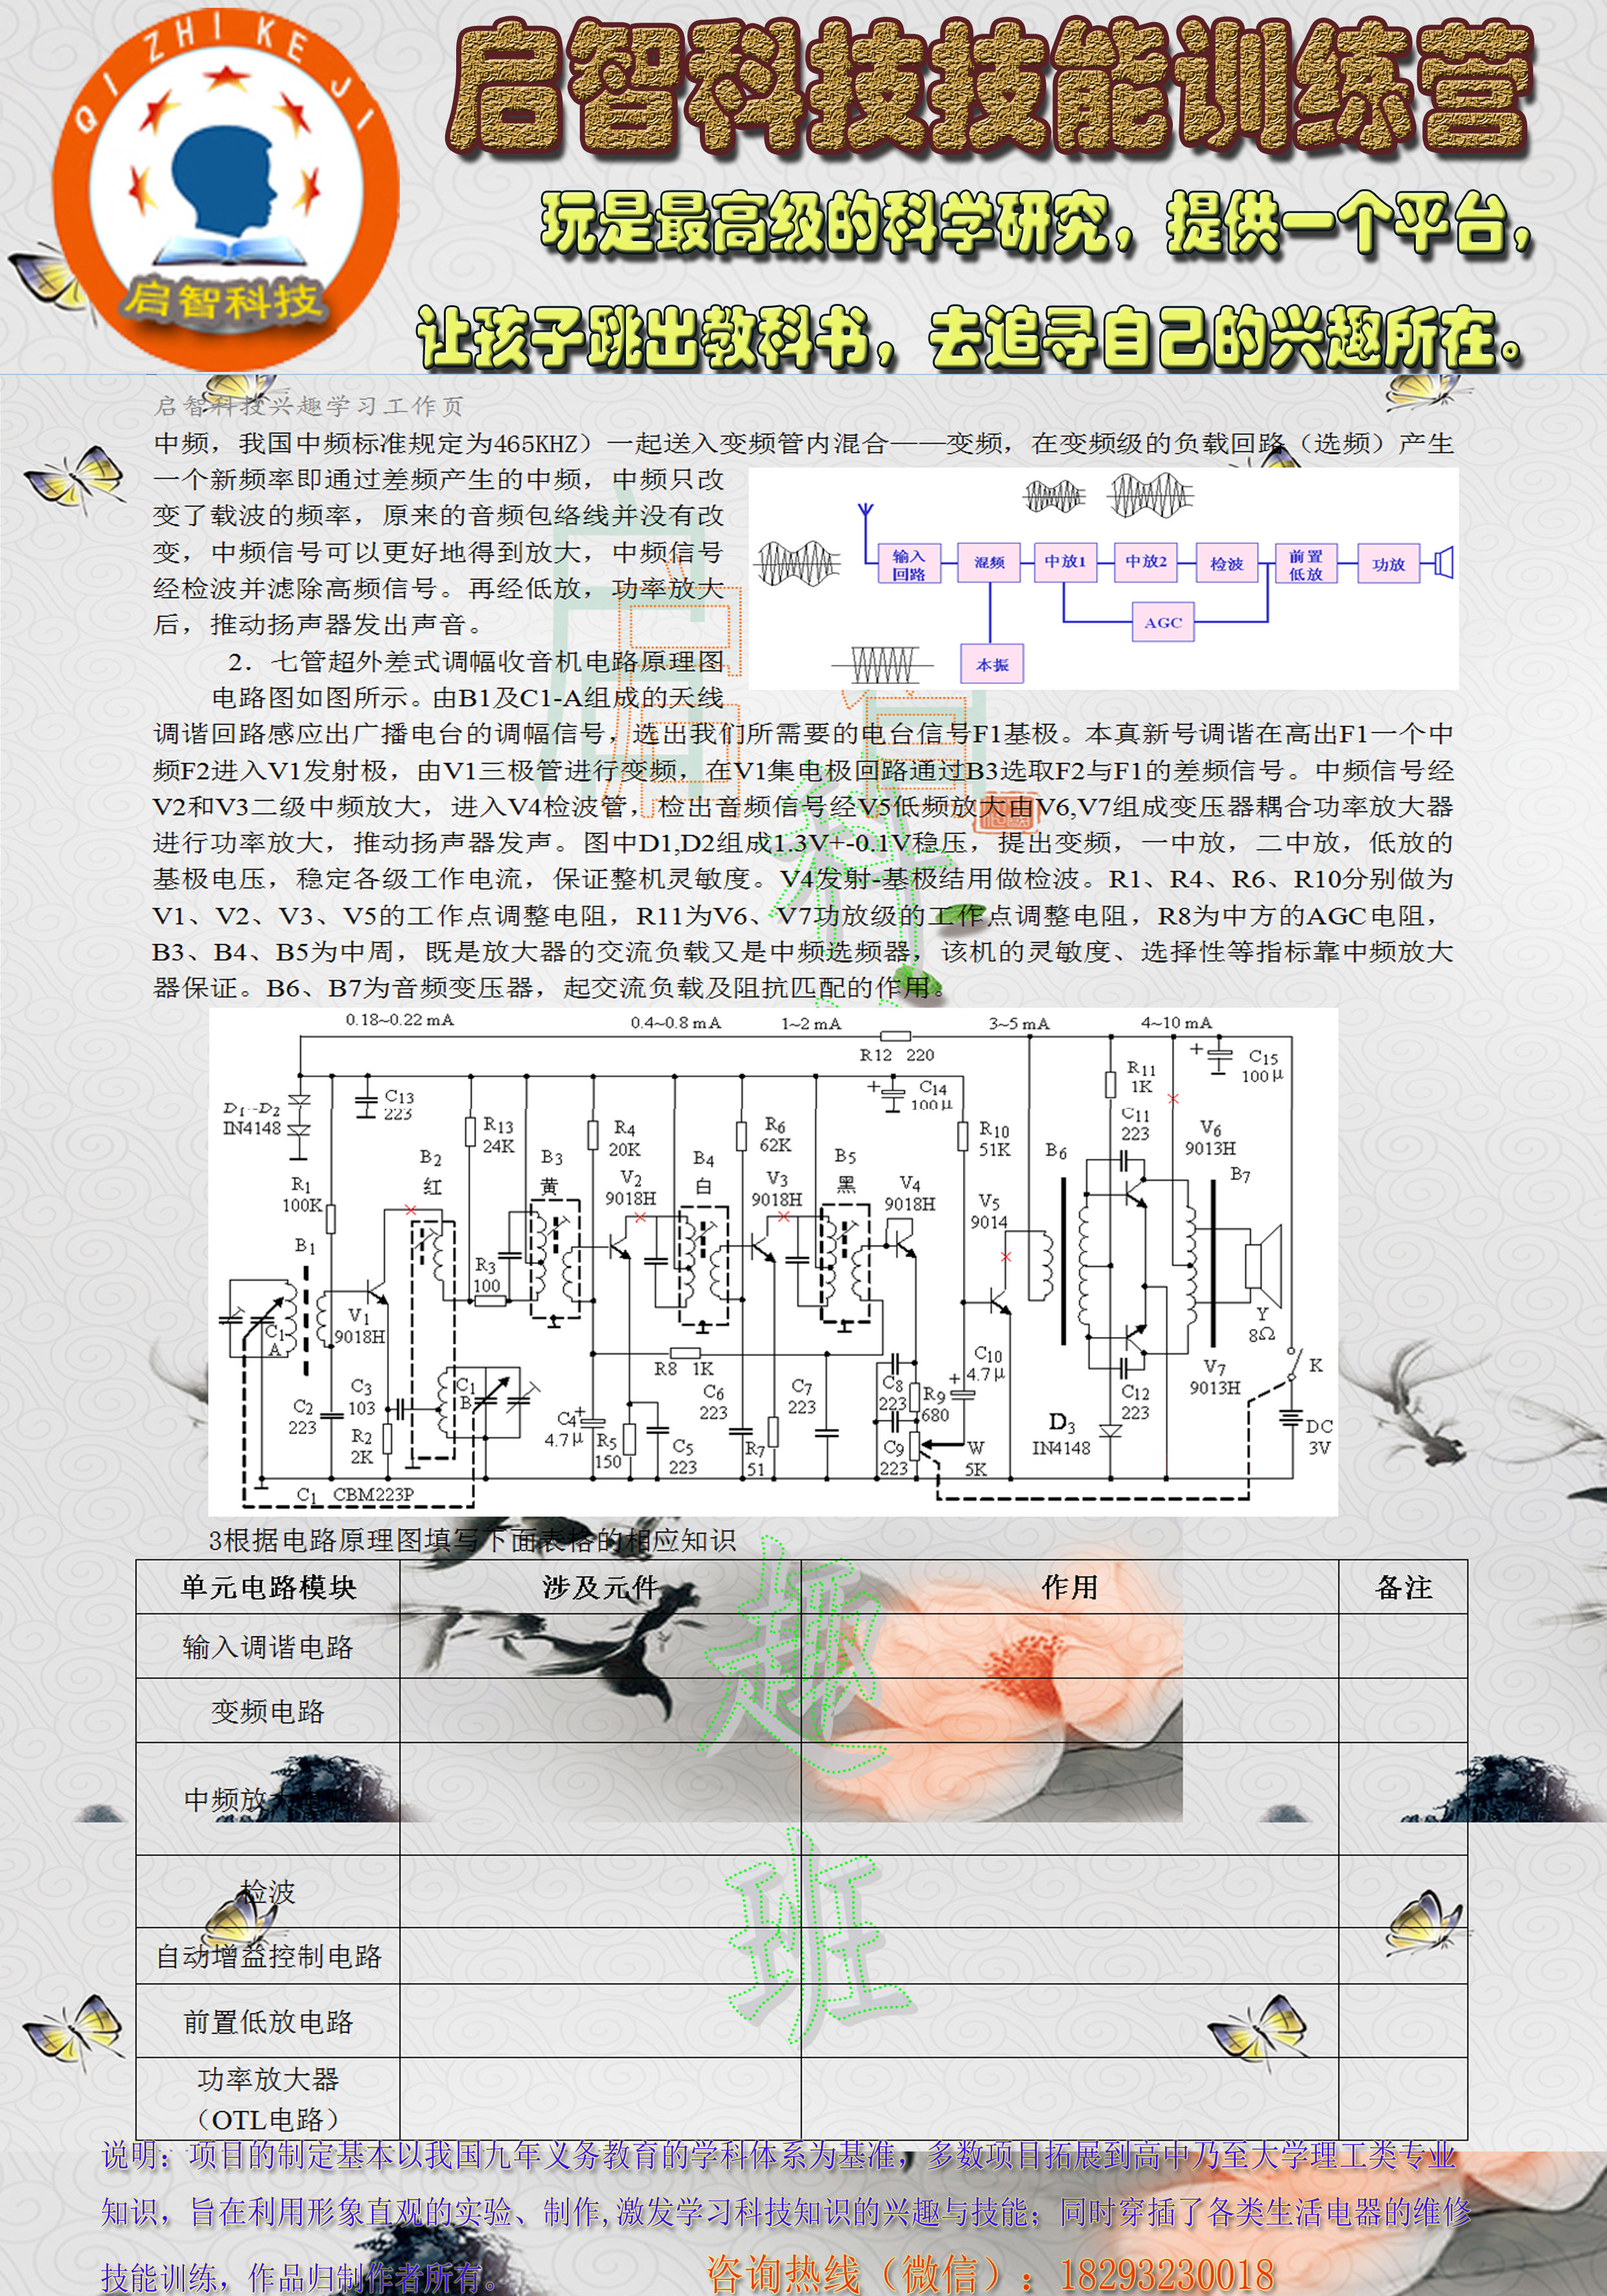 QI ZHI KE JI
启智科技
启智科技技能训练营
玩是最高级的科学研究，提供一个平台，
让孩子跳出教科书，去追寻自己的兴趣所在。
启智科技兴趣学习工作页
中频，我国中频标准规定为465KHZ）一起送入变频管内混合——变频，在变频级的负载回路（选频）产生
一个新频率即通过差频产生的中频，中频只改
变了载波的频率，原来的音频包络线并没有改
变，中频信号可以更好地得到放大，中频信号
经检波并滤除高频信号。再经低放，功率放大
后，推动扬声器发出声音。
输入回路
混频
中放1
中放2
检波
前置低放
功放
AGC
本振
2．七管超外差式调幅收音机电路原理图
电路图如图所示。由B1及C1-A组成的天线
调谐回路感应出广播电台的调幅信号，选出我们所需要的电台信号F1基极。本真新号调谐在高出F1一个中
频F2进入V1发射极，由V1三极管进行变频，在V1集电极回路通过B3选取F2与F1的差频信号。中频信号经
V2和V3二级中频放大，进入V4检波管，检出音频信号经V5低频放大由V6,V7组成变压器耦合功率放大器
进行功率放大，推动扬声器发声。图中D1,D2组成1.3V+-0.1V稳压，提出变频，一中放，二中放，低放的
基极电压，稳定各级工作电流，保证整机灵敏度。V4发射-基极结用做检波。R1、R4、R6、R10分别做为
V1、V2、V3、V5的工作点调整电阻，R11为V6、V7功放级的工作点调整电阻，R8为中方的AGC电阻，
B3、B4、B5为中周，既是放大器的交流负载又是中频选频器，该机的灵敏度、选择性等指标靠中频放大
器保证。B6、B7为音频变压器，起交流负载及阻抗匹配的作用。
0.18~0.22 mA
0.4~0.8 mA
1~2 mA
3~5 mA
4~10 mA
R12 220
D1~D2
IN4148
C13
223
R13
24K
R4
20K
R6
62K
C14
100μ
R10
51K
R11
1K
C15
100μ
C11
223
V6
9013H
R1
100K
B2
红
B3
黄
V2
9018H
B4
白
V3
9018H
B5
黑
V4
9018H
V5
9014
B6
B7
B1
R3
100
C1
A
V1
9018H
Y
8Ω
R8 1K
C10
4.7μ
K
C2
223
C3
103
R2
2K
C1
B
C4
4.7μ
R5
150
C5
223
C6
223
R7
51
C7
223
C8
223
R9
680
C9
223
W
5K
D3
IN4148
C12
223
V7
9013H
DC
3V
C1 CBM223P
3根据电路原理图填写下面表格的相应知识
单元电路模块 涉及元件 作用 备注
输入调谐电路
变频电路
中频放
检波
自动增益控制电路
前置低放电路
功率放大器
（OTL电路）
启智科
趣
班
说明：项目的制定基本以我国九年义务教育的学科体系为基准，多数项目拓展到高中乃至大学理工类专业
知识，旨在利用形象直观的实验、制作,激发学习科技知识的兴趣与技能；同时穿插了各类生活电器的维修
技能训练，作品归制作者所有。 咨询热线（微信）：18293230018